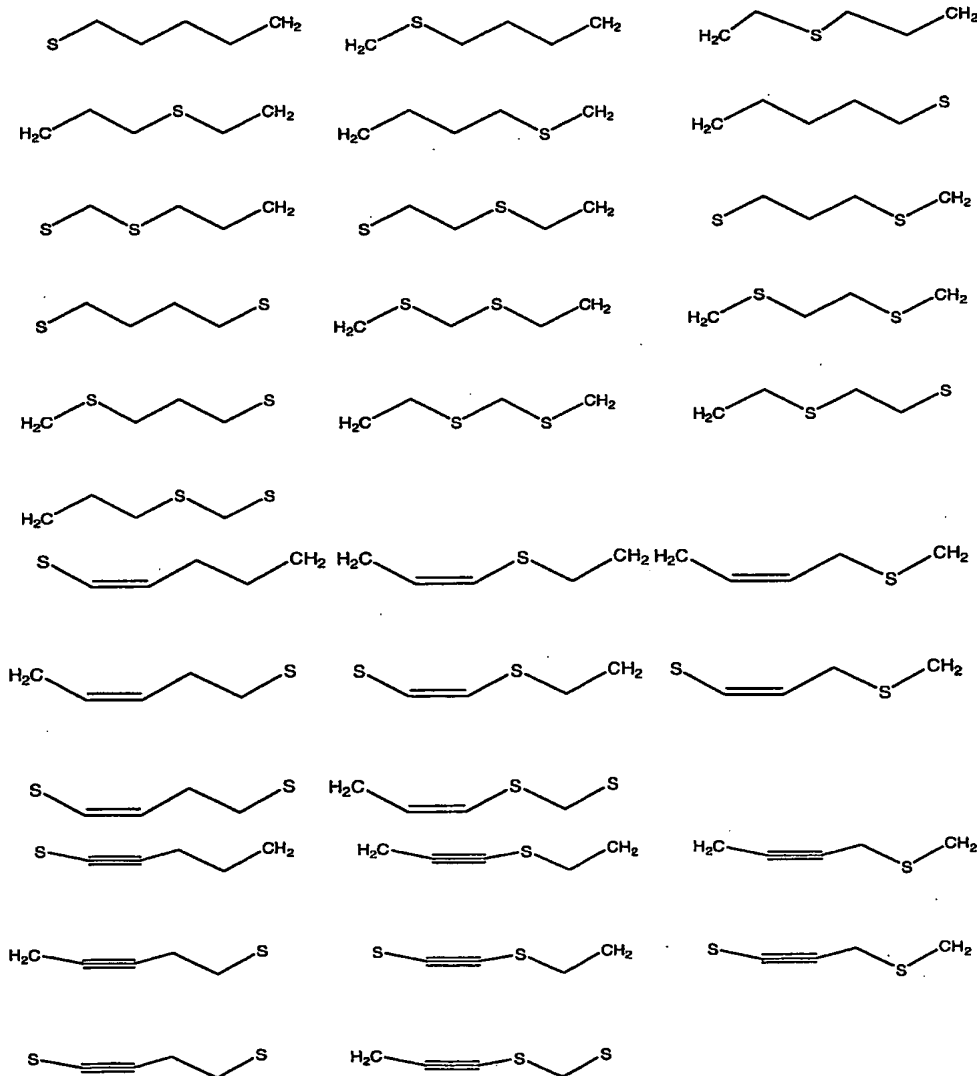 S CH₂ H₂C S CH₂ H₂C S CH₂
H₂C S CH₂ H₂C S CH₂ H₂C S
S S CH₂ S S CH₂ S S CH₂
S S H₂C S S CH₂ H₂C S S CH₂
H₂C S S H₂C S S CH₂ H₂C S S
H₂C S S
S CH₂ H₂C S CH₂ H₂C S CH₂
H₂C S S S CH₂ S S CH₂
S S H₂C S S
S CH₂ H₂C S CH₂ H₂C S CH₂
H₂C S S S CH₂ S S CH₂
S S H₂C S S